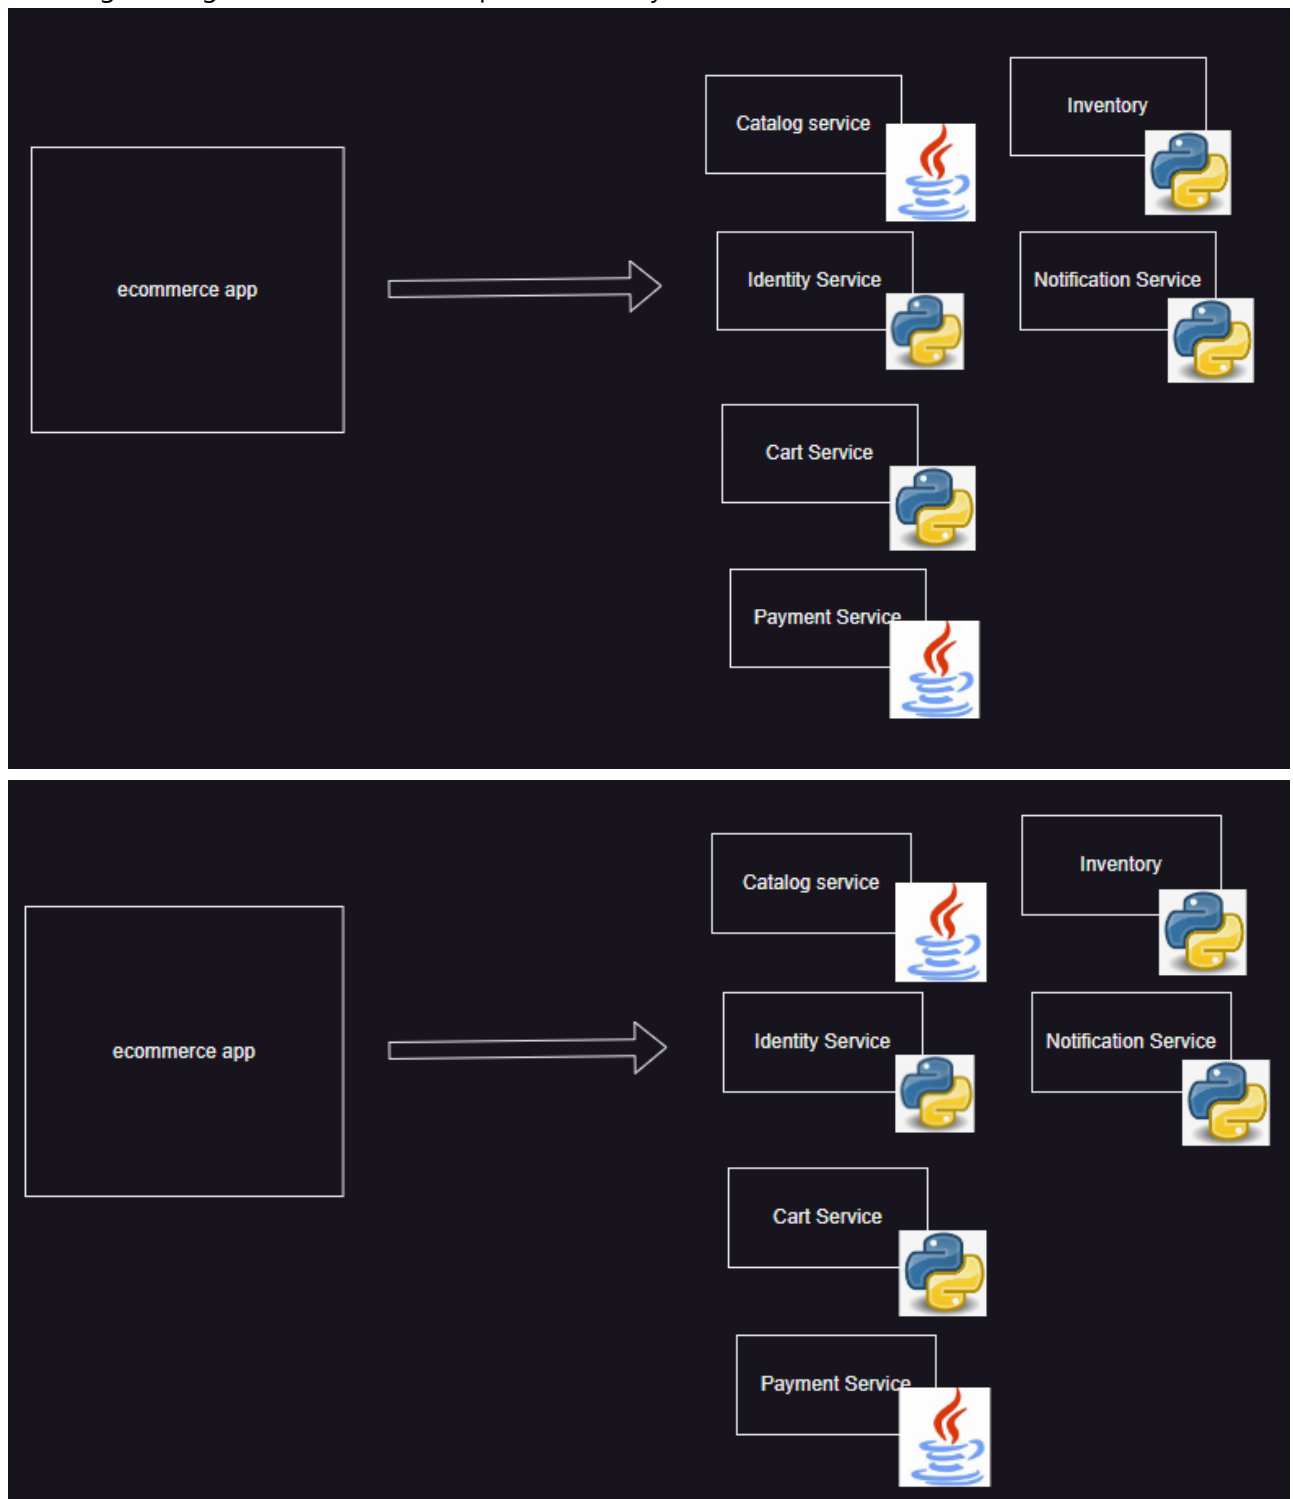 Catalog service
Inventory
ecommerce app
Identity Service
Notification Service
Cart Service
Payment Service
Catalog service
Inventory
ecommerce app
Identity Service
Notification Service
Cart Service
Payment Service